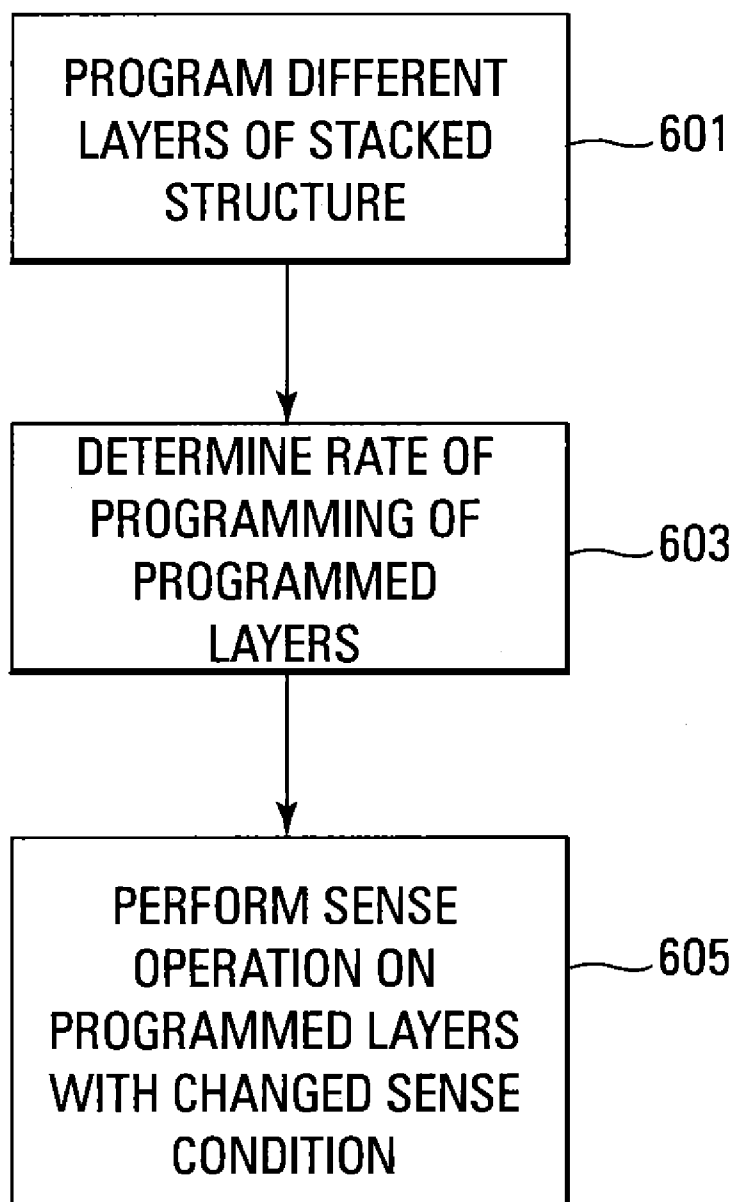 PROGRAM DIFFERENT
LAYERS OF STACKED
STRUCTURE
601
DETERMINE RATE OF
PROGRAMMING OF
PROGRAMMED
LAYERS
603
PERFORM SENSE
OPERATION ON
PROGRAMMED LAYERS
WITH CHANGED SENSE
CONDITION
605